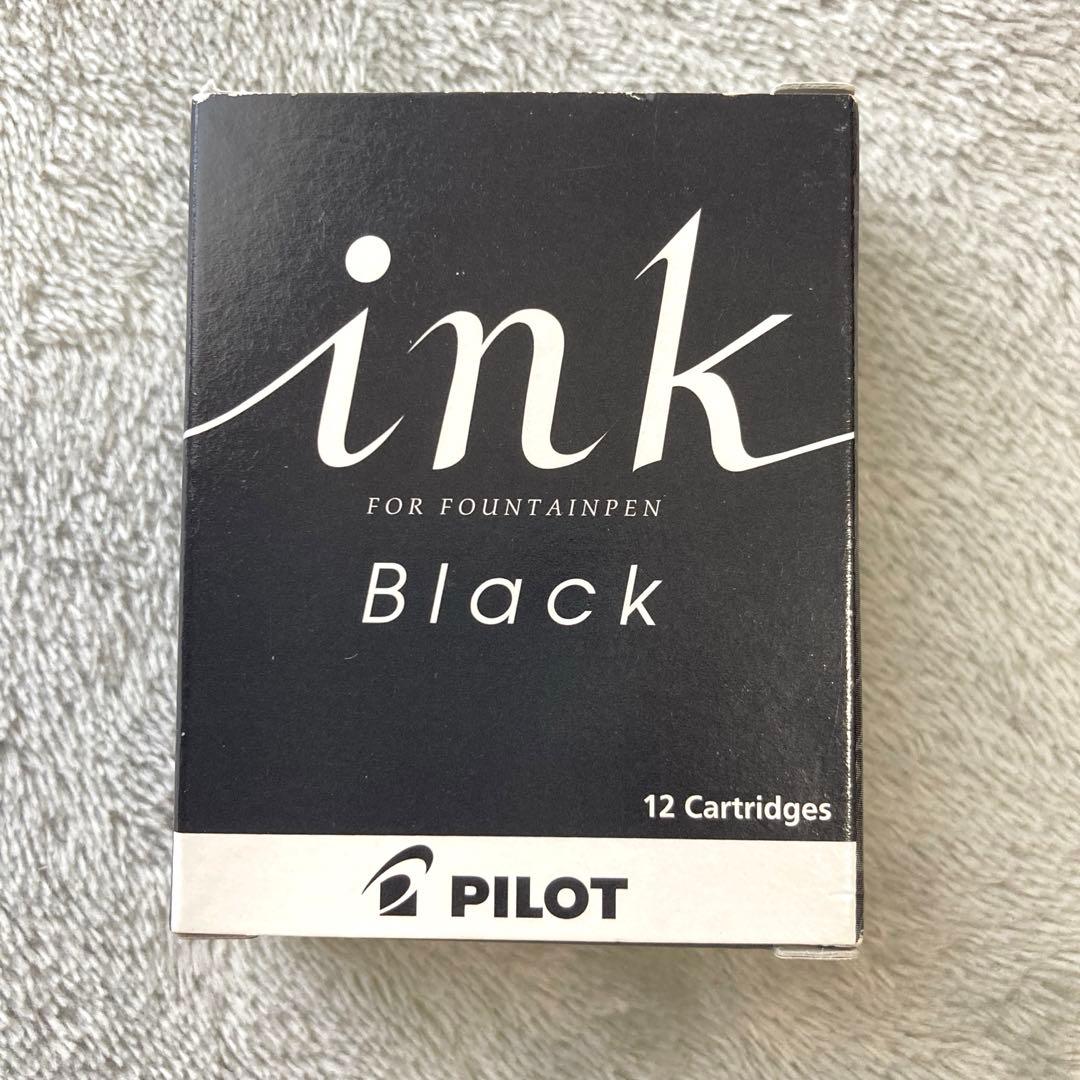 ink
FOR FOUNTAINPEN
Black
12 Cartridges
PILOT